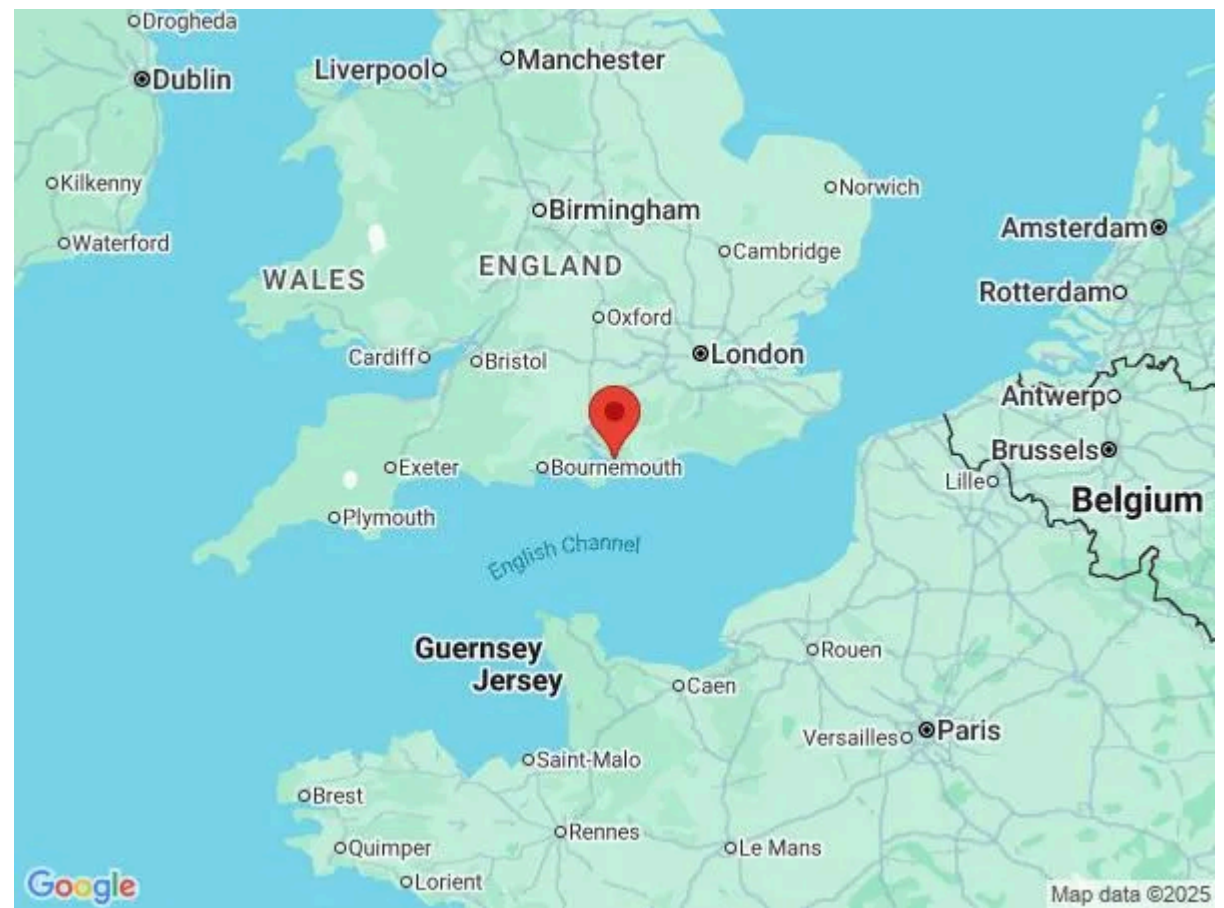 Drogheda
Dublin
Liverpool
Manchester
Kilkenny
Waterford
Norwich
Birmingham
Cambridge
Amsterdam
WALES
ENGLAND
Rotterdam
Oxford
Cardiff
Bristol
London
Antwerp
Exeter
Bournemouth
Brussels
Lille
Belgium
Plymouth
English Channel
Guernsey
Jersey
Rouen
Caen
Versailles
Paris
Saint-Malo
Brest
Rennes
Quimper
Le Mans
Lorient
Google
Map data ©2025